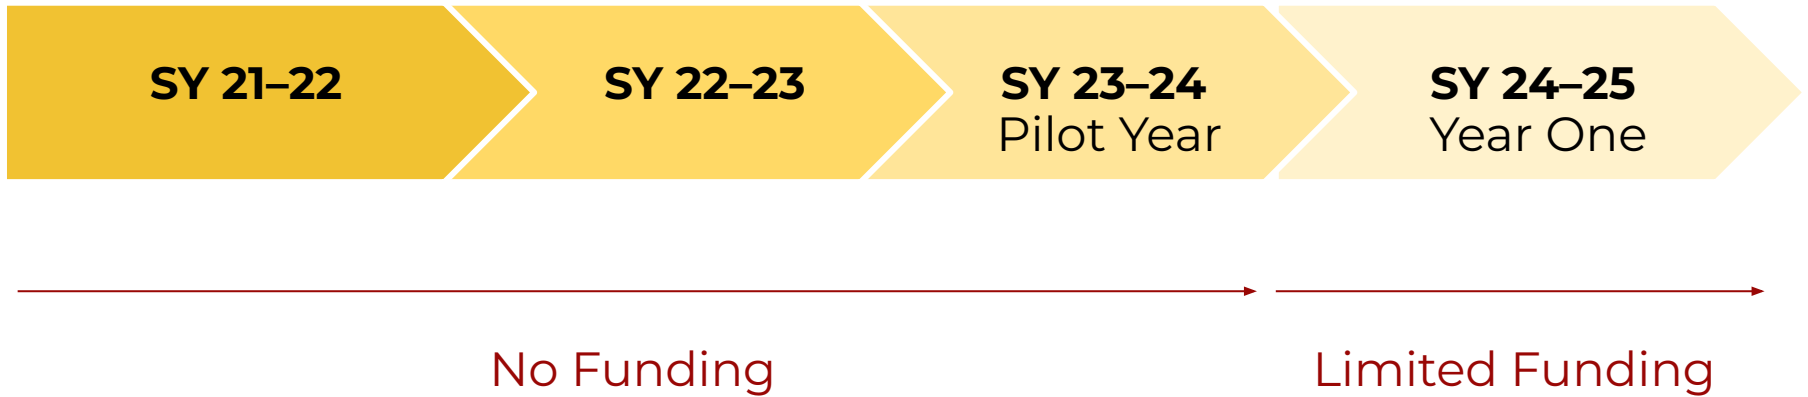 SY 21–22
SY 22–23
SY 23–24
Pilot Year
SY 24–25
Year One
No Funding
Limited Funding